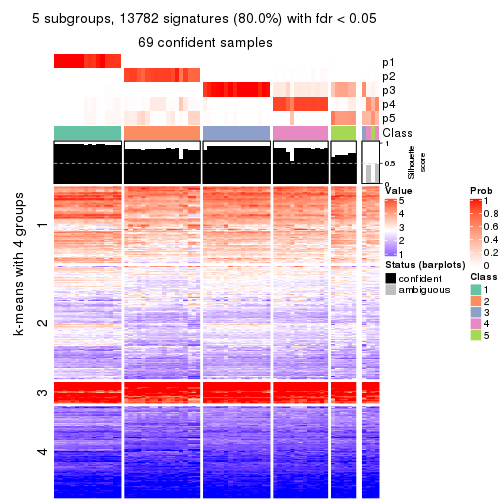 5 subgroups, 13782 signatures (80.0%) with fdr < 0.05
69 confident samples
p1
p2
p3
p4
p5
Class
1
0.5
0
Silhouette
score
k-means with 4 groups
1
2
3
4
Value
5
4
3
2
1
Status (barplots)
confident
ambiguous
Prob
1
0.8
0.6
0.4
0.2
0
Class
1
2
3
4
5